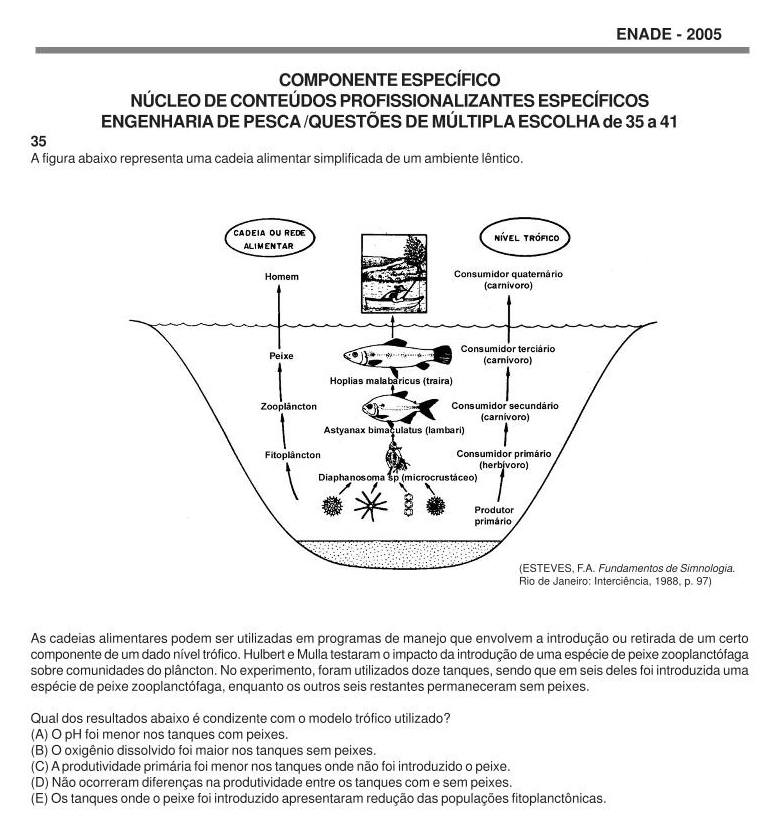 ENADE - 2005
COMPONENTE ESPECÍFICO
NÚCLEO DE CONTEÚDOS PROFISSIONALIZANTES ESPECÍFICOS
ENGENHARIA DE PESCA /QUESTÕES DE MÚLTIPLA ESCOLHA de 35 a 41
35
A figura abaixo representa uma cadeia alimentar simplificada de um ambiente lêntico.
CADEIA OU REDE
ALIMENTAR
NÍVEL TRÓFICO
Homem
Consumidor quaternário
(carnívoro)
Peixe
Consumidor terciário
(carnívoro)
Hoplias malabaricus (traíra)
Zooplâncton
Consumidor secundário
(carnívoro)
Astyanax bimaculatus (lambari)
Fitoplâncton
Consumidor primário
(herbívoro)
Diaphanosoma sp (microcrustáceo)
Produtor
primário
(ESTEVES, F.A. Fundamentos de Simnologia.
Rio de Janeiro: Interciência, 1988, p. 97)
As cadeias alimentares podem ser utilizadas em programas de manejo que envolvem a introdução ou retirada de um certo
componente de um dado nível trófico. Hulbert e Mulla testaram o impacto da introdução de uma espécie de peixe zooplanctófaga
sobre comunidades do plâncton. No experimento, foram utilizados doze tanques, sendo que em seis deles foi introduzida uma
espécie de peixe zooplanctófaga, enquanto os outros seis restantes permaneceram sem peixes.
Qual dos resultados abaixo é condizente com o modelo trófico utilizado?
(A) O pH foi menor nos tanques com peixes.
(B) O oxigênio dissolvido foi maior nos tanques sem peixes.
(C) A produtividade primária foi menor nos tanques onde não foi introduzido o peixe.
(D) Não ocorreram diferenças na produtividade entre os tanques com e sem peixes.
(E) Os tanques onde o peixe foi introduzido apresentaram redução das populações fitoplanctônicas.